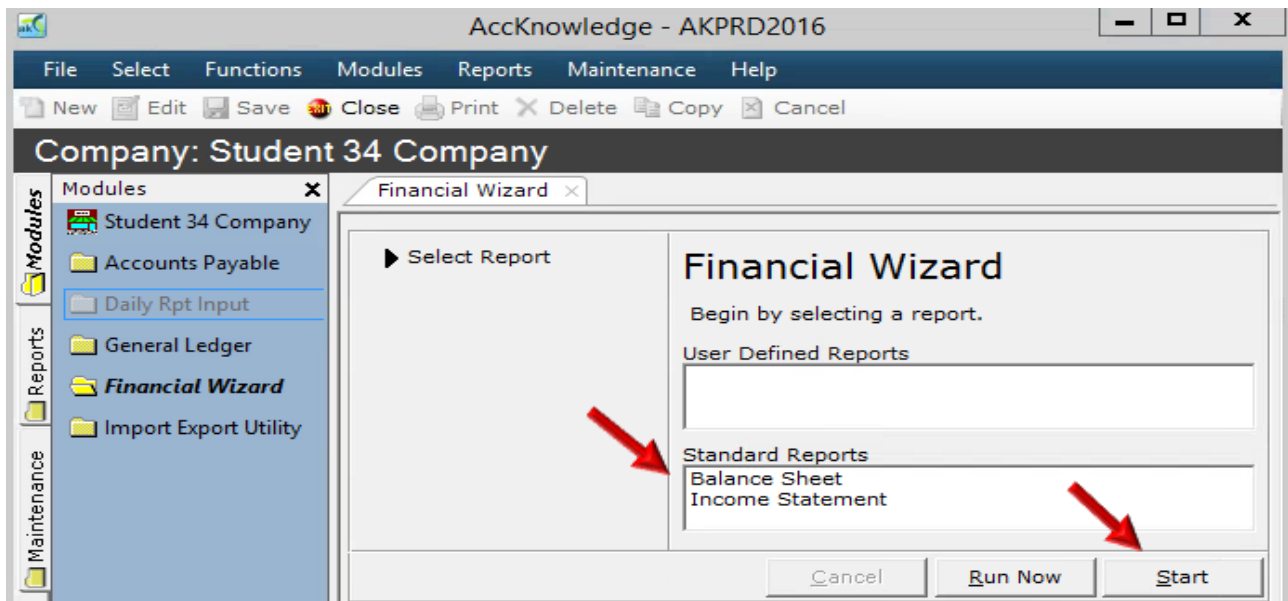 AccKnowledge - AKPRD2016
File Select Functions Modules Reports Maintenance Help
New Edit Save Close Print Delete Copy Cancel
Company: Student 34 Company
Modules
Reports
Maintenance
Modules
Student 34 Company
Accounts Payable
Daily Rpt Input
General Ledger
Financial Wizard
Import Export Utility
Financial Wizard
Select Report
Financial Wizard
Begin by selecting a report.
User Defined Reports
Standard Reports
Balance Sheet
Income Statement
Cancel Run Now Start